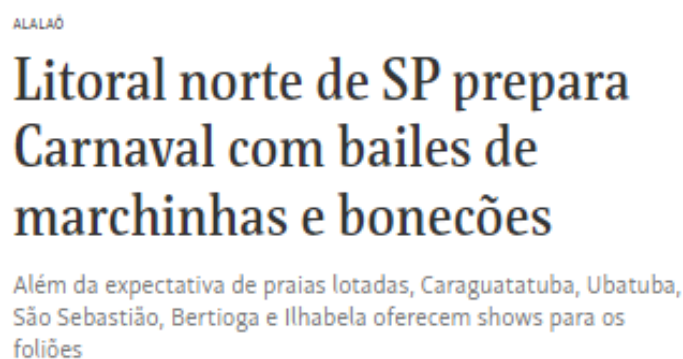 ALALAÔ
Litoral norte de SP prepara
Carnaval com bailes de
marchinhas e bonecões
Além da expectativa de praias lotadas, Caraguatatuba, Ubatuba,
São Sebastião, Bertioga e Ilhabela oferecem shows para os
foliões